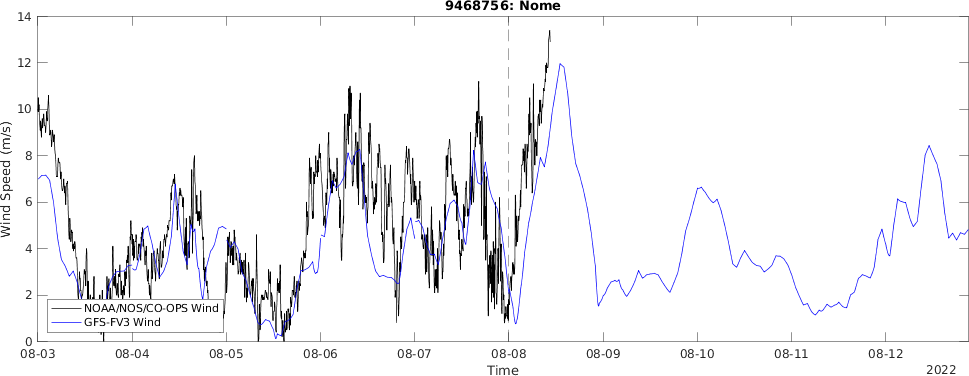 9468756: Nome
Wind Speed (m/s)
14
12
10
8
6
4
2
0
NOAA/NOS/CO-OPS Wind
GFS-FV3 Wind
08-03 08-04 08-05 08-06 08-07 08-08 08-09 08-10 08-11 08-12
Time
2022